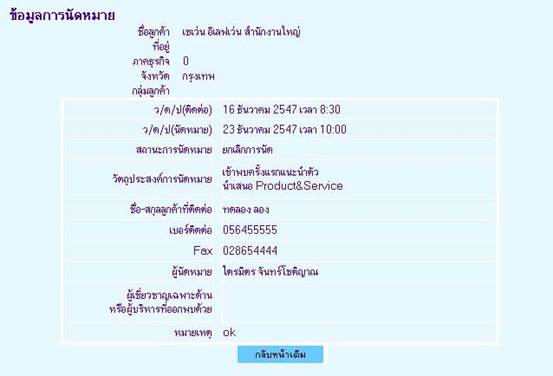 ข้อมูลการนัดหมาย
ชื่อลูกค้า เซเว่น อีเลฟเว่น สำนักงานใหญ่
ที่อยู่
ภาคธุรกิจ 0
จังหวัด กรุงเทพ
กลุ่มลูกค้า
ว/ด/ป(ติดต่อ) 16 ธันวาคม 2547 เวลา 8:30
ว/ด/ป(นัดหมาย) 23 ธันวาคม 2547 เวลา 10:00
สถานะการนัดหมาย ยกเลิกการนัด
วัตถุประสงค์การนัดหมาย เข้าพบครั้งแรกแนะนำตัว
นำเสนอ Product&Service
ชื่อ-สกุลลูกค้าที่ติดต่อ ทดลอง ลอง
เบอร์ติดต่อ 056455555
Fax 028654444
ผู้นัดหมาย ไตรมิตร จันทร์โชติญาณ
ผู้เชี่ยวชาญเฉพาะด้าน
หรือผู้บริหารที่ออกพบด้วย
หมายเหตุ ok
กลับหน้าเดิม